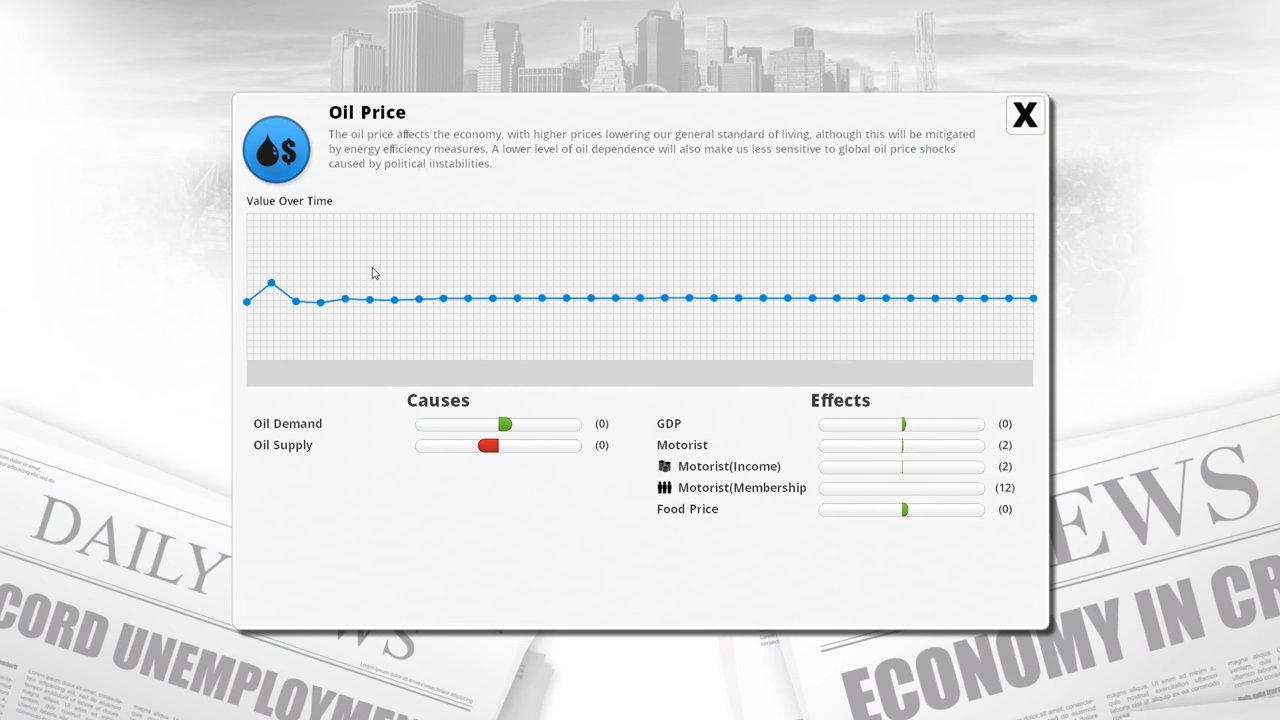 Oil Price
X
The oil price affects the economy, with higher prices lowering our general standard of living, although this will be mitigated
by energy efficiency measures. A lower level of oil dependence will also make us less sensitive to global oil price shocks
caused by political instabilities.
Value Over Time
Causes
Oil Demand (0)
Oil Supply (0)
Effects
GDP (0)
Motorist (2)
Motorist(Income) (2)
Motorist(Membership (12)
Food Price (0)
DAILY
WS
CORD UNEMPLOYME
EWS
ECONOMY IN CR